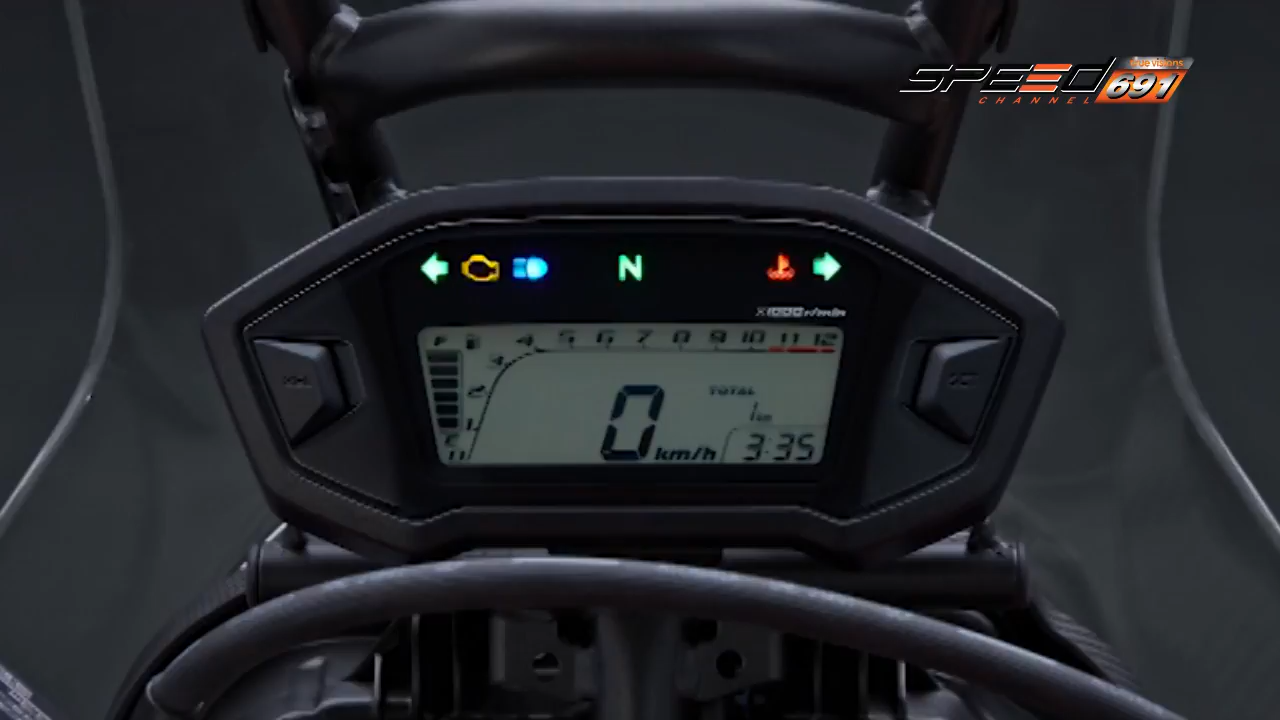 true visions
SPEED 691
CHANNEL
N
x1000r/min
F
4 5 6 7 8 9 10 11 12
3
2
1
TOTAL
1 km
0 km/h
3:35